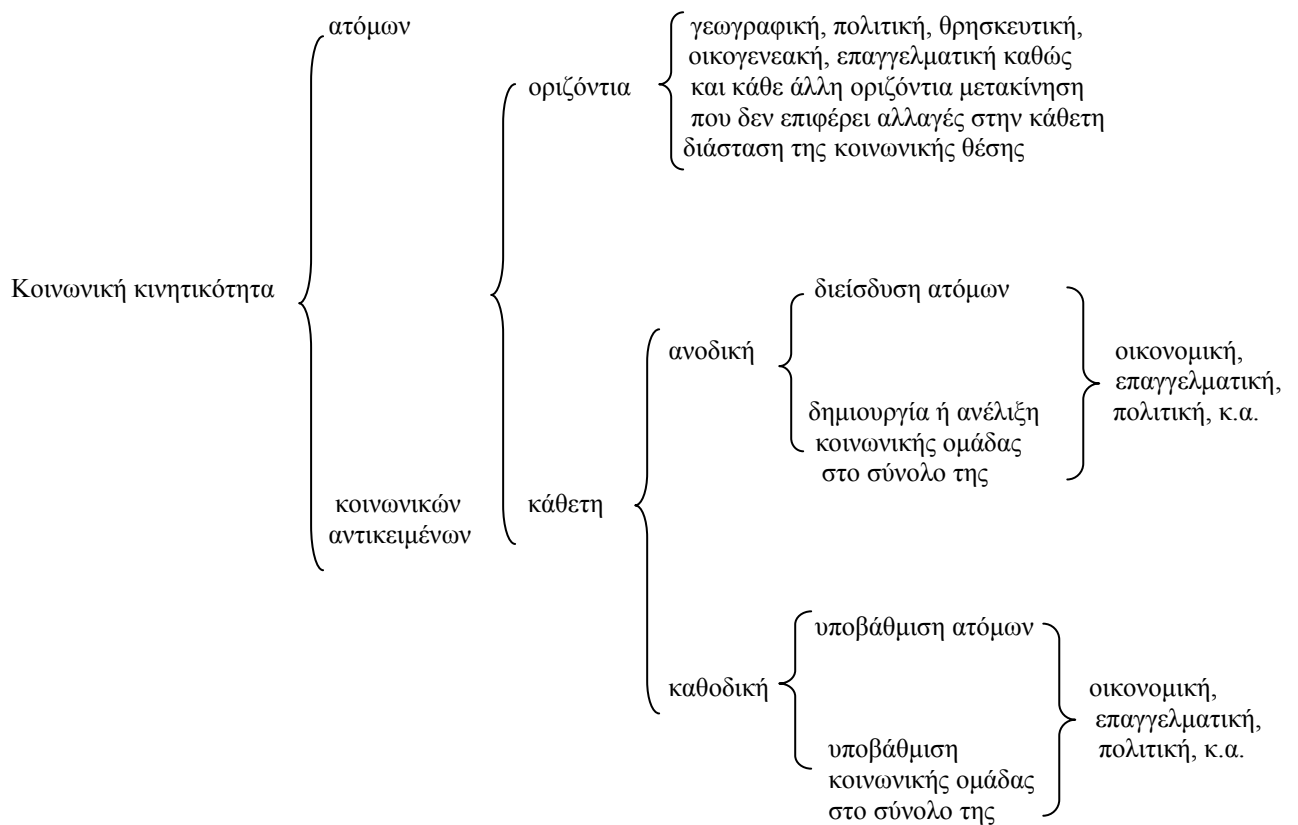 Κοινωνική κινητικότητα
ατόμων
κοινωνικών
αντικειμένων
οριζόντια
γεωγραφική, πολιτική, θρησκευτική,
οικογενεακή, επαγγελματική καθώς
και κάθε άλλη οριζόντια μετακίνηση
που δεν επιφέρει αλλαγές στην κάθετη
διάσταση της κοινωνικής θέσης
κάθετη
ανοδική
διείσδυση ατόμων
δημιουργία ή ανέλιξη
κοινωνικής ομάδας
στο σύνολο της
οικονομική,
επαγγελματική,
πολιτική, κ.α.
καθοδική
υποβάθμιση ατόμων
υποβάθμιση
κοινωνικής ομάδας
στο σύνολο της
οικονομική,
επαγγελματική,
πολιτική, κ.α.